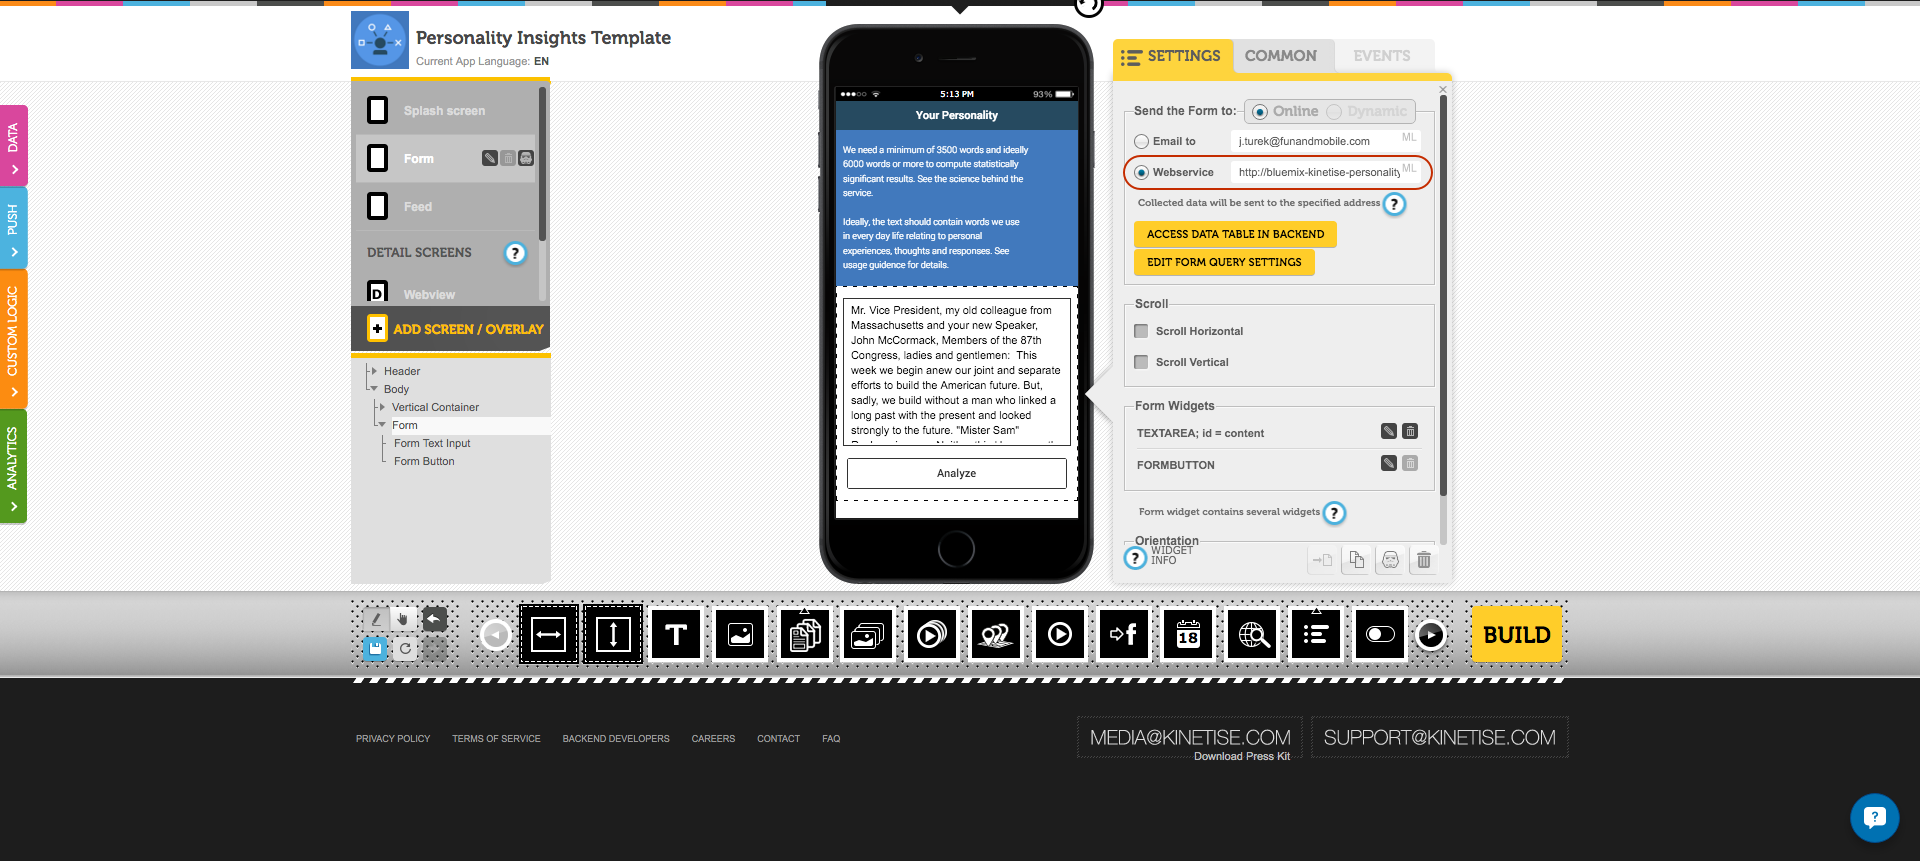 Personality Insights Template
Current App Language: EN
Splash screen
Form
Feed
DETAIL SCREENS
?
D
Webview
ADD SCREEN / OVERLAY
Header
Body
Vertical Container
Form
Form Text Input
Form Button
DATA
PUSH
CUSTOM LOGIC
ANALYTICS
5:13 PM
93%
Your Personality
We need a minimum of 3500 words and ideally
6000 words or more to compute statistically
significant results. See the science behind the
service.
Ideally, the text should contain words we use
in every day life relating to personal
experiences, thoughts and responses. See
usage guidence for details.
Mr. Vice President, my old colleague from
Massachusetts and your new Speaker,
John McCormack, Members of the 87th
Congress, ladies and gentlemen:  This
week we begin anew our joint and separate
efforts to build the American future. But,
sadly, we build without a man who linked a
long past with the present and looked
strongly to the future. "Mister Sam"
Analyze
SETTINGS
COMMON
EVENTS
Send the Form to:
Online
Dynamic
Email to
j.turek@funandmobile.com
ML
Webservice
http://bluemix-kinetise-personality
ML
Collected data will be sent to the specified address
?
ACCESS DATA TABLE IN BACKEND
EDIT FORM QUERY SETTINGS
Scroll
Scroll Horizontal
Scroll Vertical
Form Widgets
TEXTAREA; id = content
FORMBUTTON
Form widget contains several widgets
?
Orientation
?
WIDGET
INFO
T
f
18
BUILD
PRIVACY POLICY
TERMS OF SERVICE
BACKEND DEVELOPERS
CAREERS
CONTACT
FAQ
MEDIA@KINETISE.COM
Download Press Kit
SUPPORT@KINETISE.COM
?